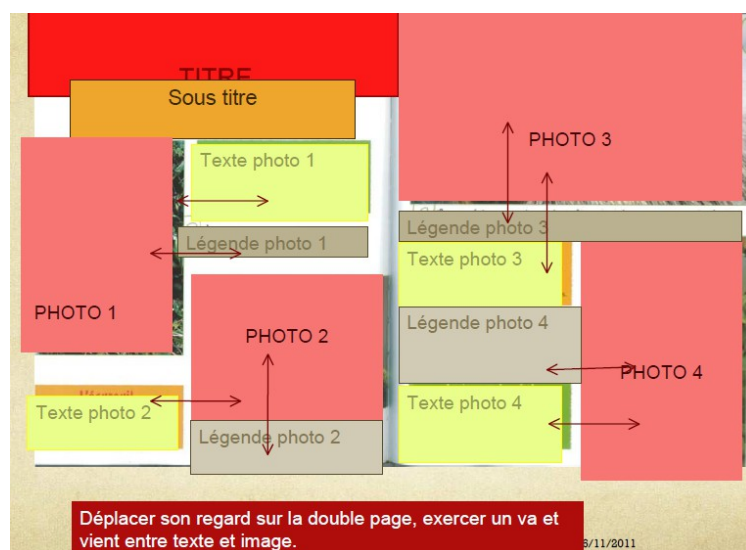 TITRE
Sous titre
PHOTO 1
Texte photo 1
Légende photo 1
PHOTO 2
Texte photo 2
Légende photo 2
PHOTO 3
Légende photo 3
Texte photo 3
Légende photo 4
PHOTO 4
Texte photo 4
Déplacer son regard sur la double page, exercer un va et
vient entre texte et image.
/11/2011